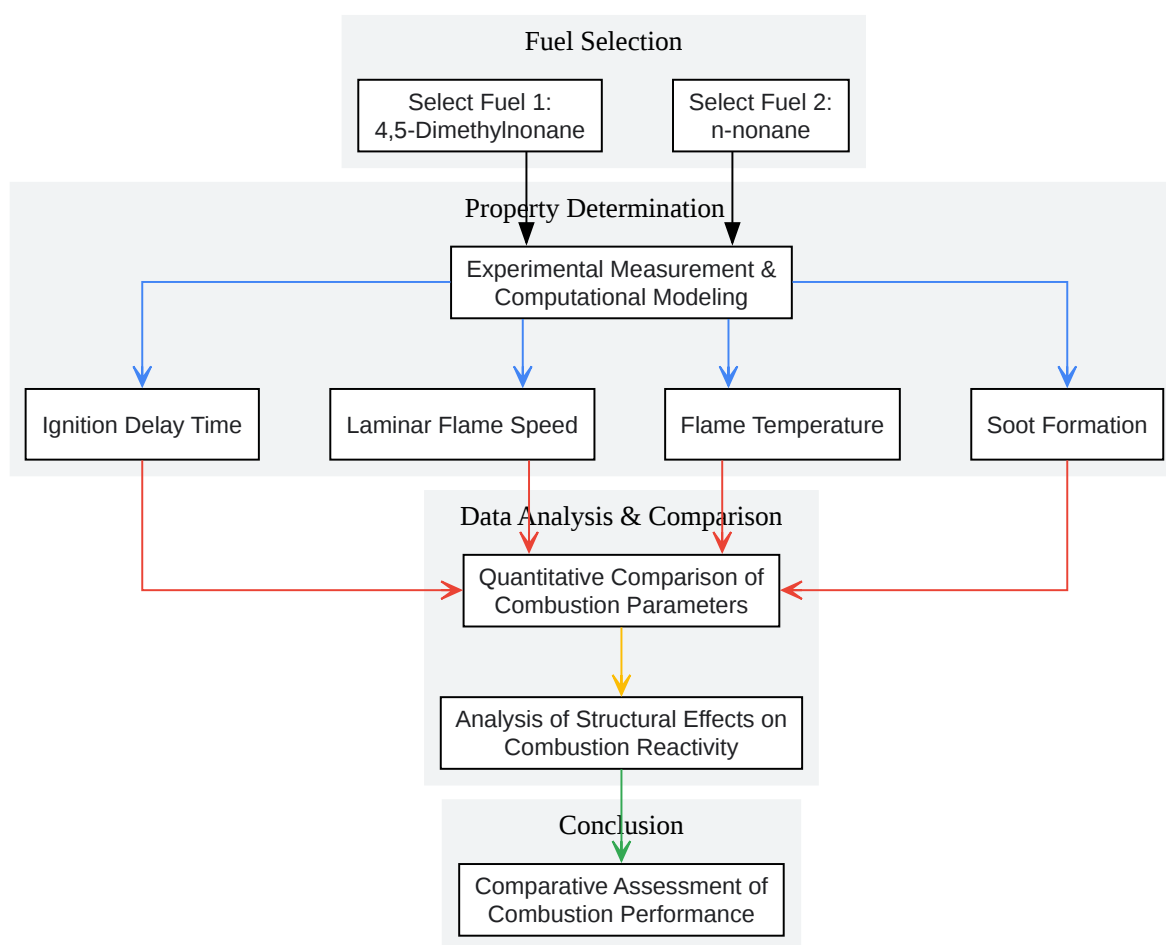 Fuel Selection
Select Fuel 1:
4,5-Dimethylnonane
Select Fuel 2:
n-nonane
Property Determination
Experimental Measurement &
Computational Modeling
Ignition Delay Time
Laminar Flame Speed
Flame Temperature
Soot Formation
Data Analysis & Comparison
Quantitative Comparison of
Combustion Parameters
Analysis of Structural Effects on
Combustion Reactivity
Conclusion
Comparative Assessment of
Combustion Performance